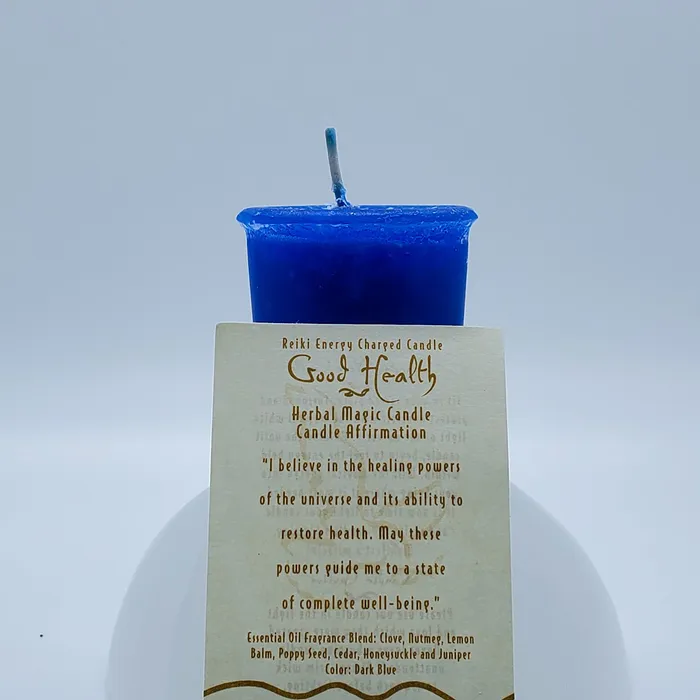 Reiki Energy Charged Candle
Good Health
Herbal Magic Candle
Candle Affirmation
"I believe in the healing powers
of the universe and its ability to
restore health. May these
powers guide me to a state
of complete well-being."
Essential Oil Fragrance Blend: Clove, Nutmeg, Lemon
Balm, Poppy Seed, Cedar, Honeysuckle and Juniper
Color: Dark Blue